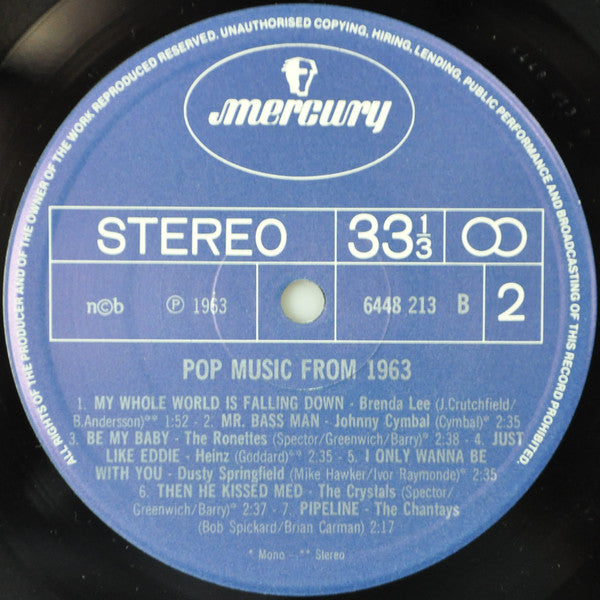 ALL RIGHTS OF THE PRODUCER AND OF THE OWNER OF THE WORK REPRODUCED RESERVED. UNAUTHORISED COPYING, HIRING, LENDING, PUBLIC PERFORMANCE AND BROADCASTING OF THIS RECORD PROHIBITED.
mercury
STEREO 33 1/3
n©b ℗ 1963 6448 213 B 2
POP MUSIC FROM 1963
1. MY WHOLE WORLD IS FALLING DOWN - Brenda Lee (J.Crutchfield/
B.Andersson)** 1:52 - 2. MR. BASS MAN - Johnny Cymbal (Cymbal)* 2:35
3. BE MY BABY - The Ronettes (Spector/Greenwich/Barry)* 2:38 - 4. JUST
LIKE EDDIE - Heinz (Goddard)** 2:35 - 5. I ONLY WANNA BE
WITH YOU - Dusty Springfield (Mike Hawker/Ivor Raymonde)* 2:35
6. THEN HE KISSED MED - The Crystals (Spector/
Greenwich/Barry)* 2:35 - 7. PIPELINE - The Chantays
(Bob Spickard/Brian Carman) 2:17
* Mono - ** Stereo